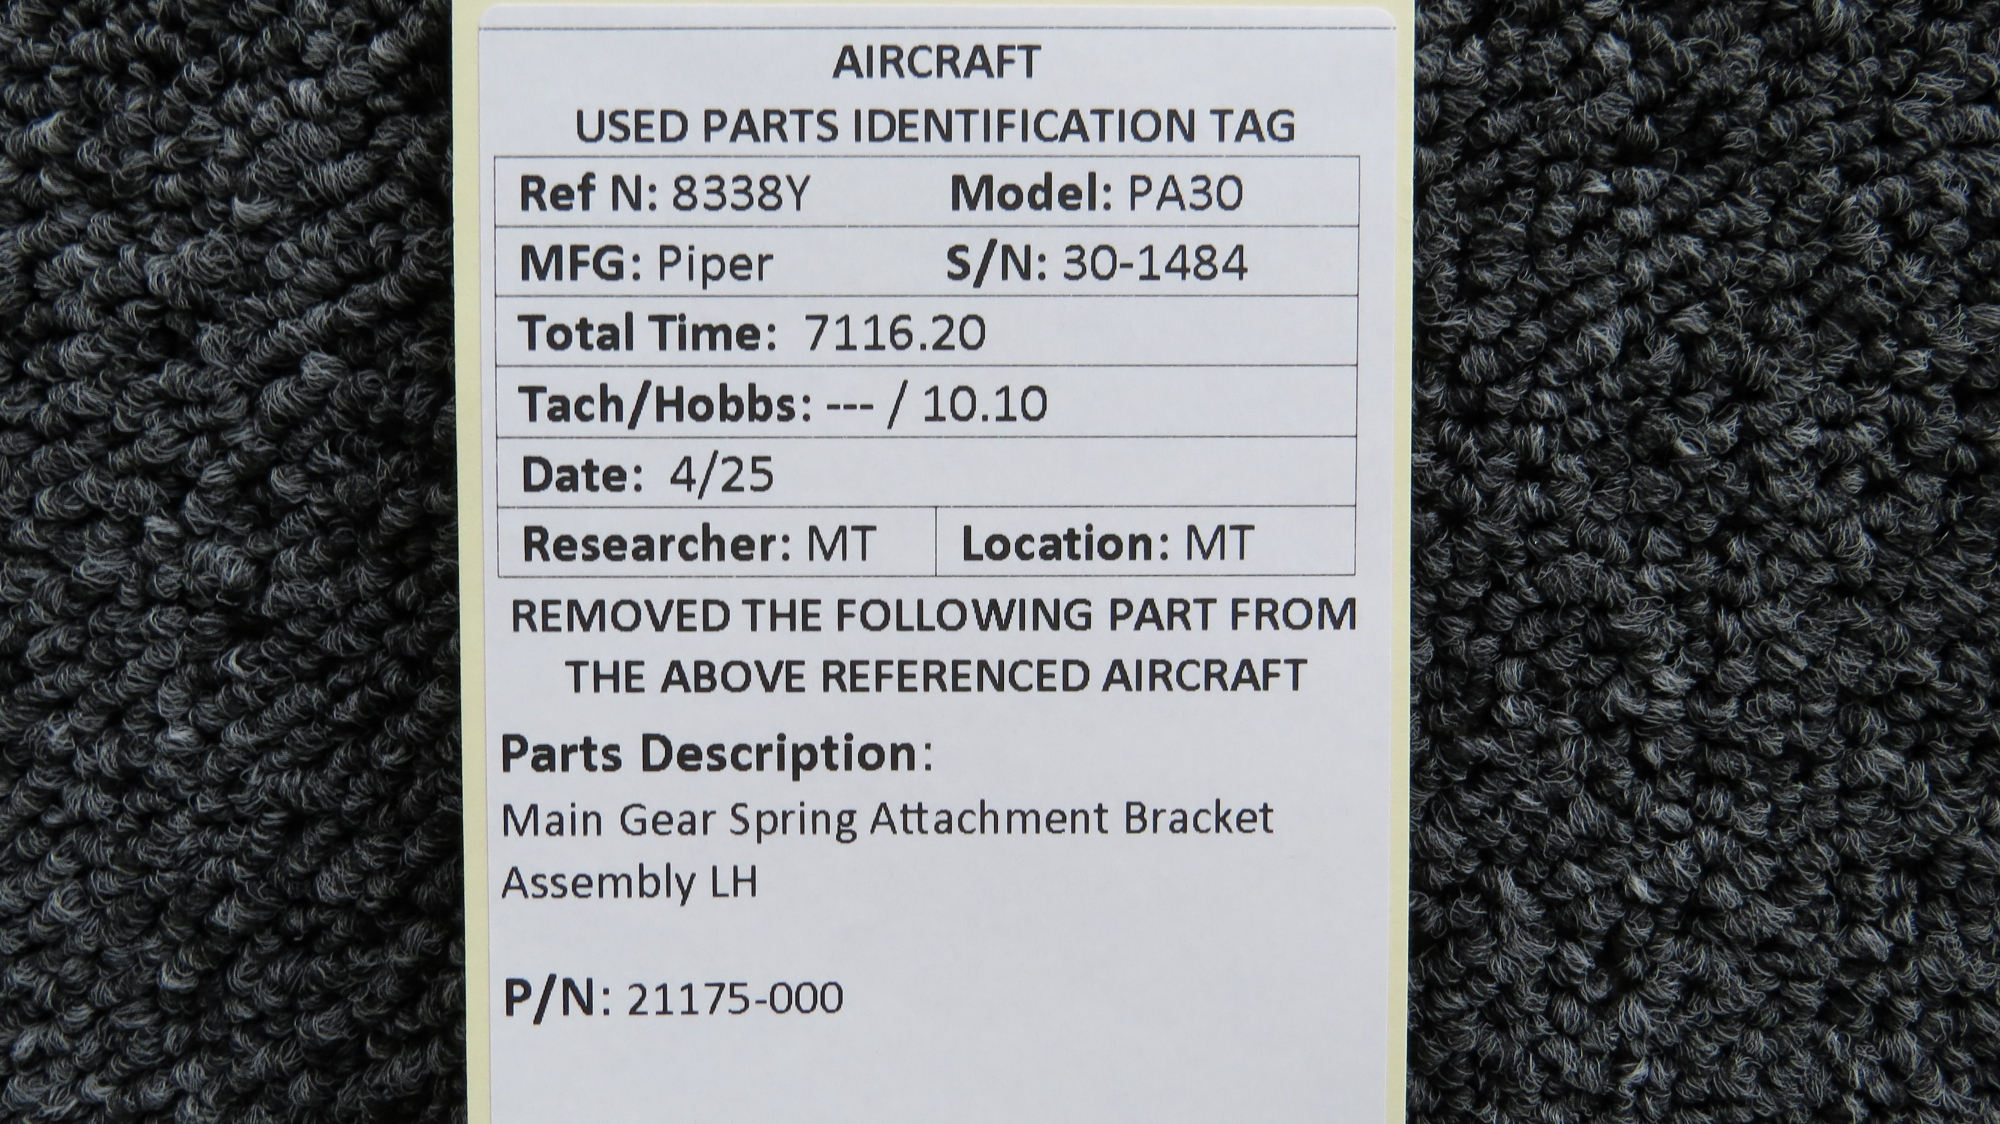 AIRCRAFT
USED PARTS IDENTIFICATION TAG
Ref N: 8338Y Model: PA30
MFG: Piper S/N: 30-1484
Total Time: 7116.20
Tach/Hobbs: --- / 10.10
Date: 4/25
Researcher: MT Location: MT
REMOVED THE FOLLOWING PART FROM
THE ABOVE REFERENCED AIRCRAFT
Parts Description:
Main Gear Spring Attachment Bracket
Assembly LH
P/N: 21175-000